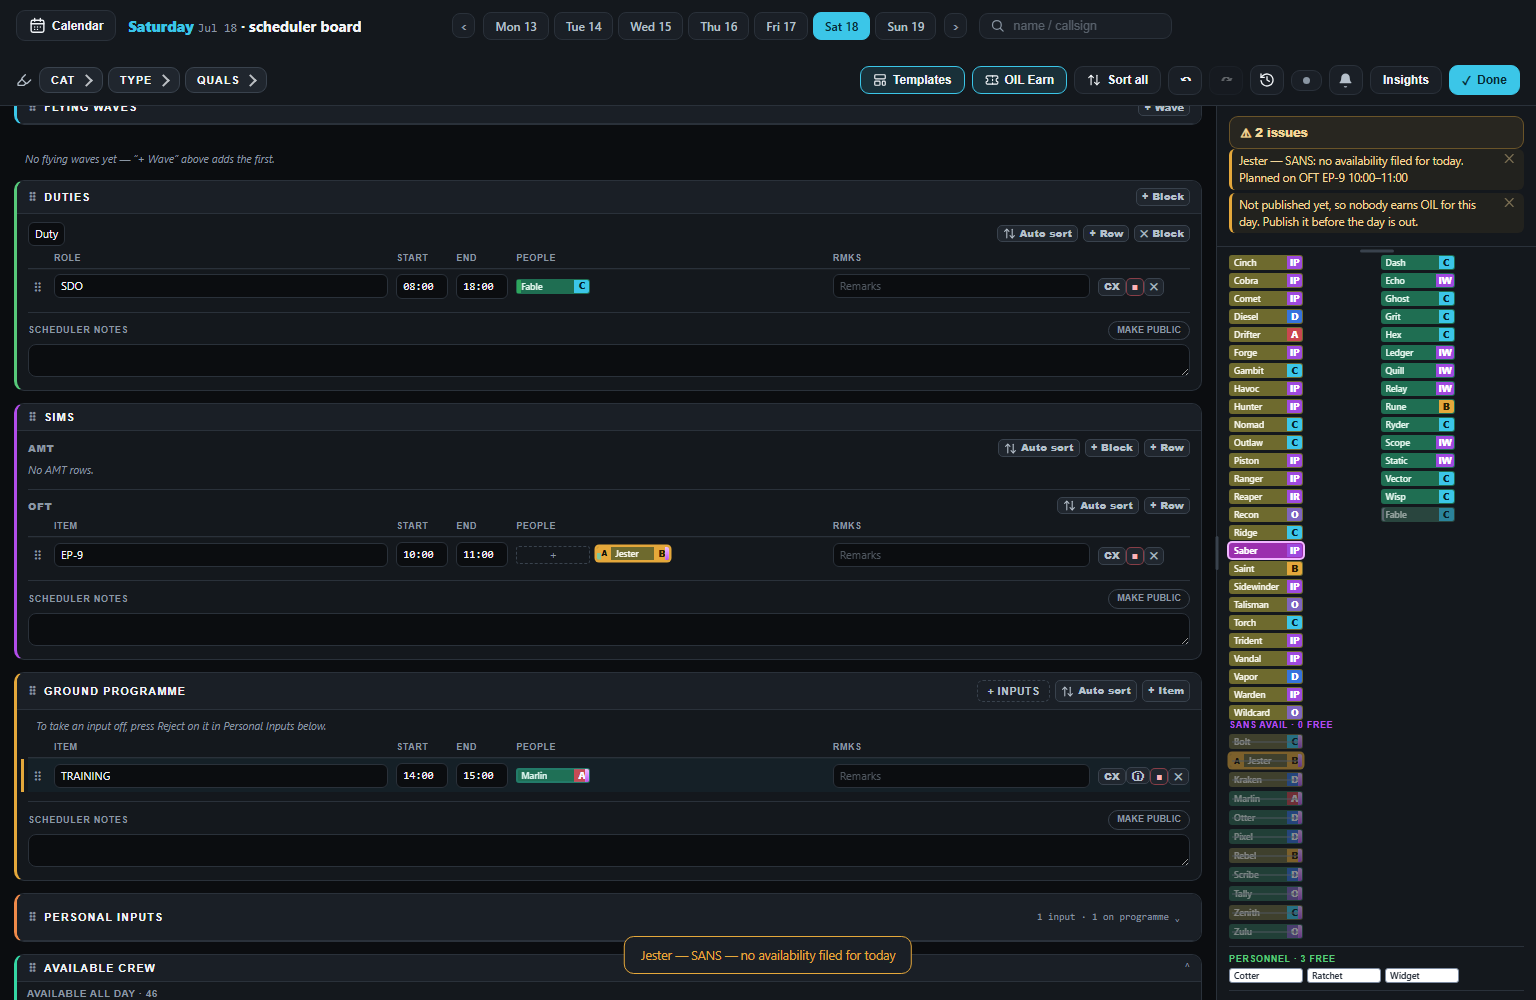 Calendar
Saturday Jul 18 · scheduler board
‹ Mon 13 Tue 14 Wed 15 Thu 16 Fri 17 Sat 18 Sun 19 ›
name / callsign
CAT TYPE QUALS
Templates OIL Earn Sort all Insights ✓ Done
FLYING WAVES + Wave
No flying waves yet — "+ Wave" above adds the first.
DUTIES + Block
Duty Auto sort + Row ✕ Block
ROLE START END PEOPLE RMKS
SDO 08:00 18:00 Fable C Remarks CX
SCHEDULER NOTES MAKE PUBLIC
SIMS
AMT Auto sort + Block + Row
No AMT rows.
OFT Auto sort + Row
ITEM START END PEOPLE RMKS
EP-9 10:00 11:00 + A Jester B Remarks CX
SCHEDULER NOTES MAKE PUBLIC
GROUND PROGRAMME + INPUTS Auto sort + Item
To take an input off, press Reject on it in Personal Inputs below.
ITEM START END PEOPLE RMKS
TRAINING 14:00 15:00 Marlin A Remarks CX
SCHEDULER NOTES MAKE PUBLIC
PERSONAL INPUTS 1 input · 1 on programme
Jester — SANS — no availability filed for today
AVAILABLE CREW
AVAILABLE ALL DAY · 46
⚠ 2 issues
Jester — SANS: no availability filed for today.
Planned on OFT EP-9 10:00–11:00
Not published yet, so nobody earns OIL for this
day. Publish it before the day is out.
Cinch IP Dash C
Cobra IP Echo IW
Comet IP Ghost C
Diesel D Grit C
Drifter A Hex C
Forge IP Ledger IW
Gambit C Quill IW
Havoc IP Relay IW
Hunter IP Rune B
Nomad C Ryder C
Outlaw C Scope IW
Piston IP Static IW
Ranger IP Vector C
Reaper IR Wisp C
Recon O Fable C
Ridge C
Saber IP
Saint B
Sidewinder IP
Talisman O
Torch C
Trident IP
Vandal IP
Vapor D
Warden IP
Wildcard O
SANS AVAIL · 0 FREE
Bolt C
A Jester B
Kraken D
Marlin A
Otter D
Pixel D
Rebel B
Scribe D
Tally O
Zenith C
Zulu O
PERSONNEL · 3 FREE
Cotter Ratchet Widget